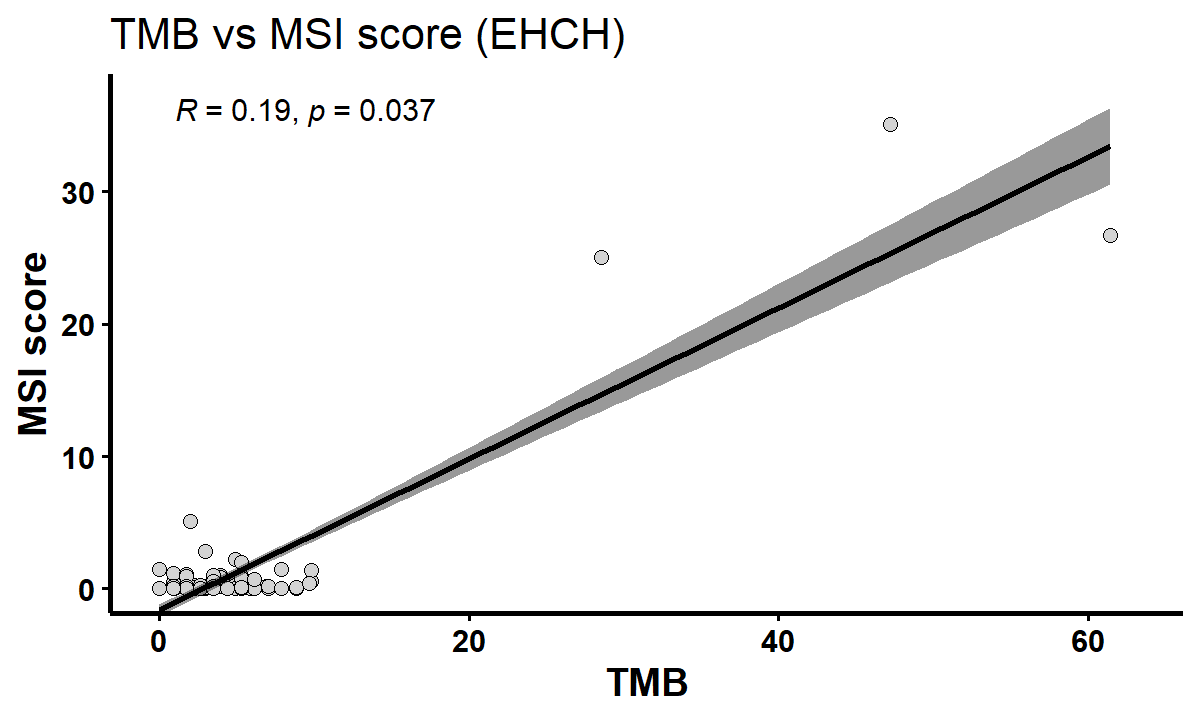 TMB vs MSI score (EHCH)
R = 0.19, p = 0.037
MSI score
30
20
10
0
0 20 40 60
TMB